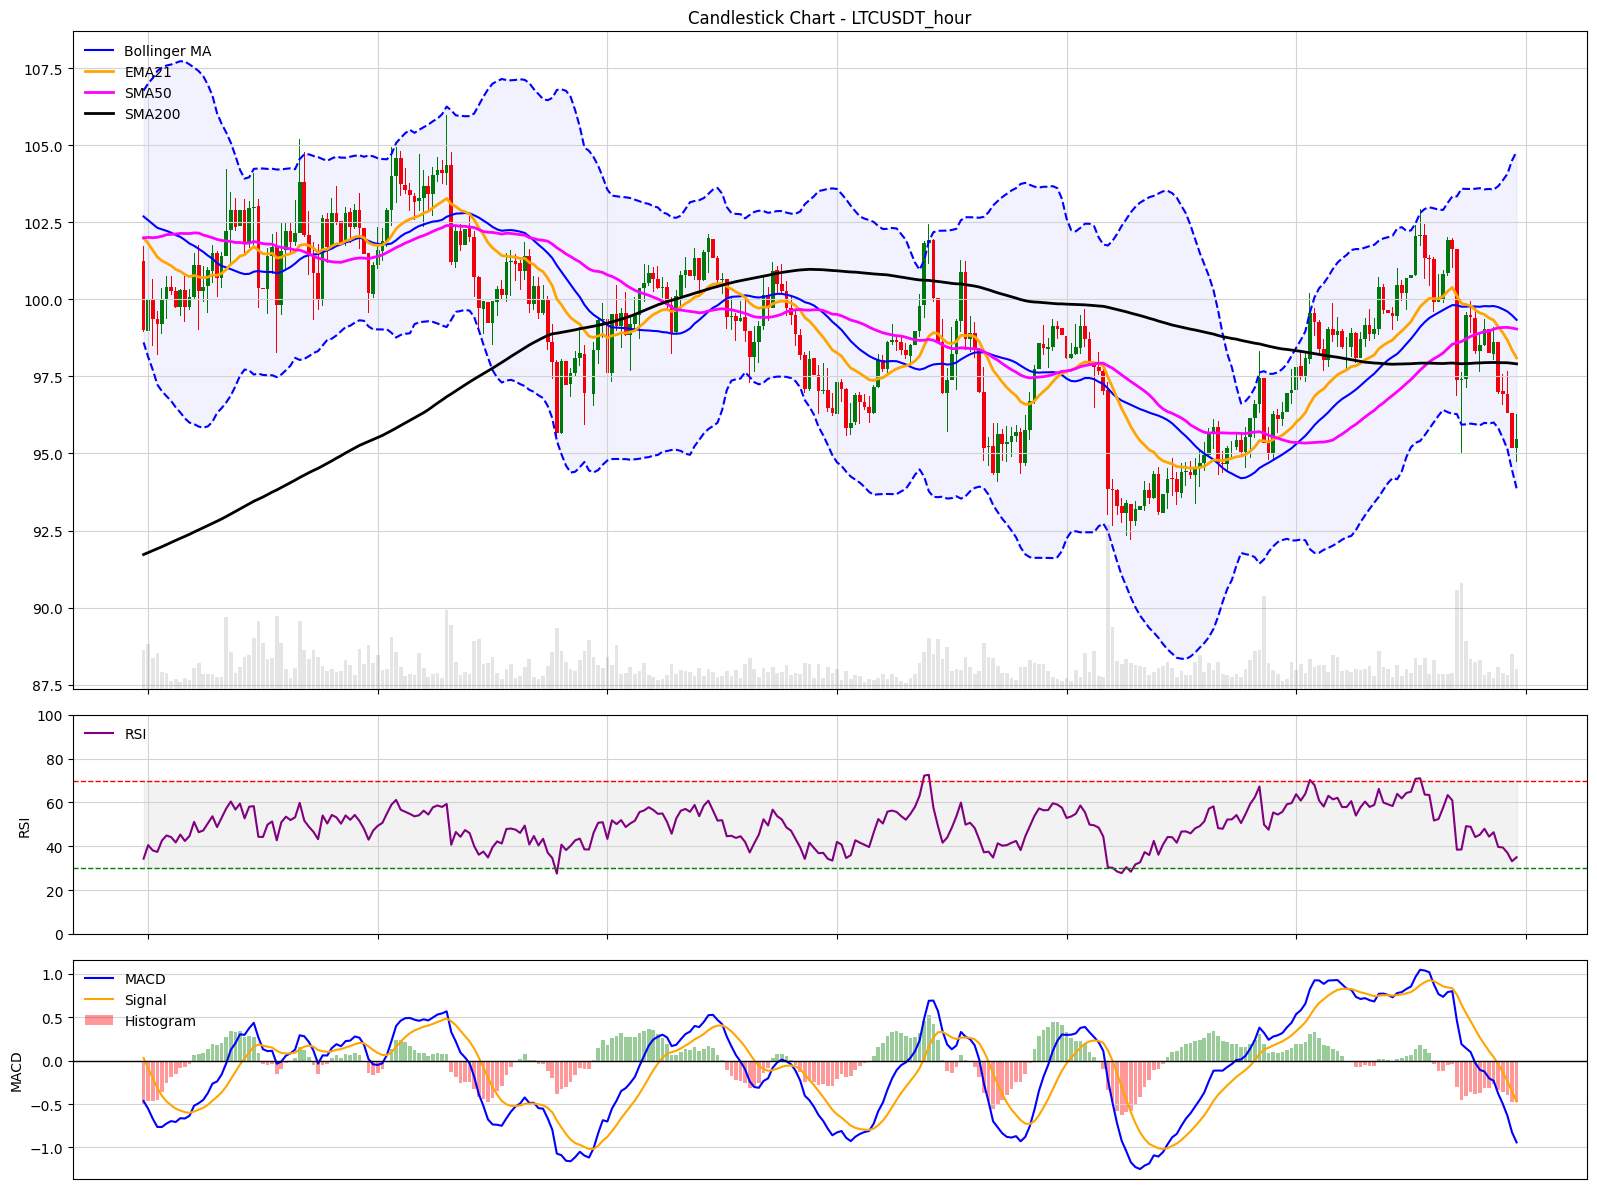 Candlestick Chart - LTCUSDT_hour
Bollinger MA
EMA21
SMA50
SMA200
107.5
105.0
102.5
100.0
97.5
95.0
92.5
90.0
87.5
RSI
100
80
60
40
20
0
RSI
MACD
Signal
Histogram
1.0
0.5
0.0
−0.5
−1.0
MACD